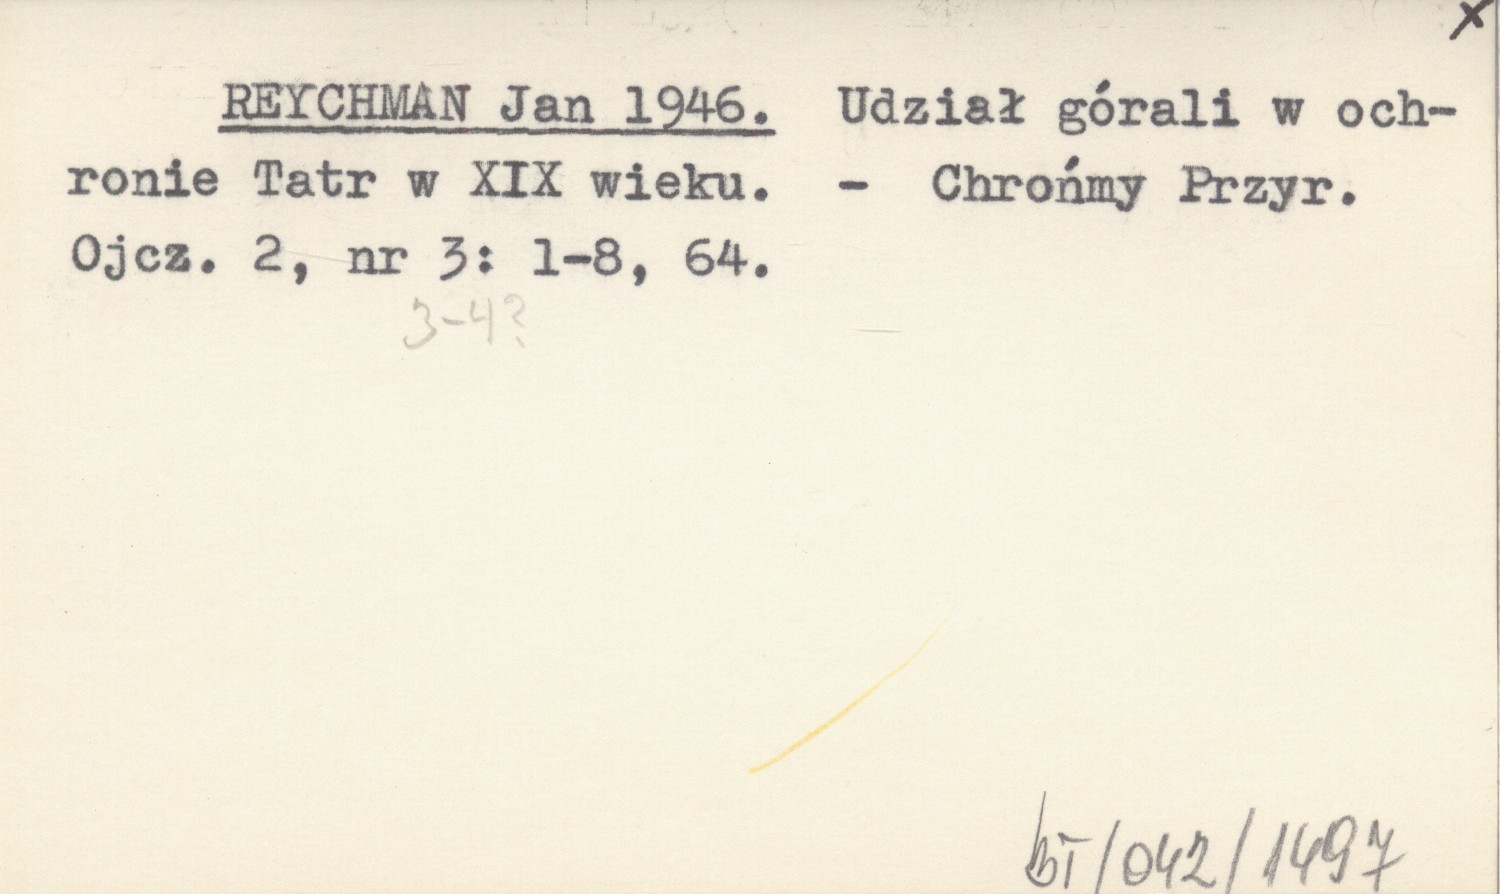 x
REYCHMAN Jan 1946. Udział górali w och-
ronie Tatr w XIX wieku. - Chrońmy Przyr.
Ojcz. 2, nr 3: 1-8, 64.
3-4?
BT/042/1497